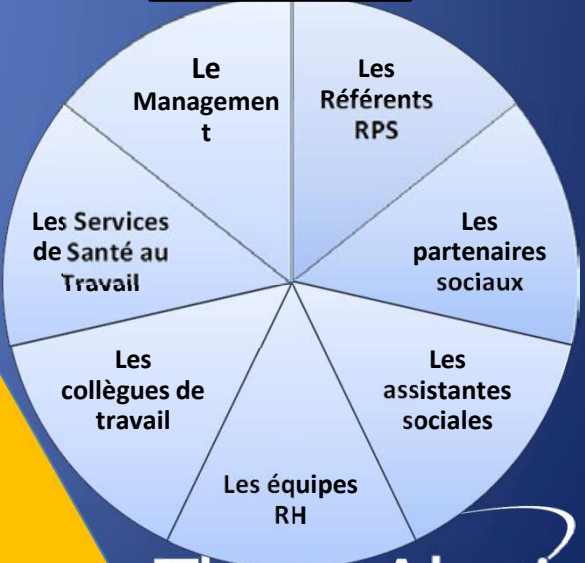 Le
Managemen
t
Les
Référents
RPS
Les Services
de Santé au
Travail
Les
partenaires
sociaux
Les
collègues de
travail
Les
assistantes
sociales
Les équipes
RH